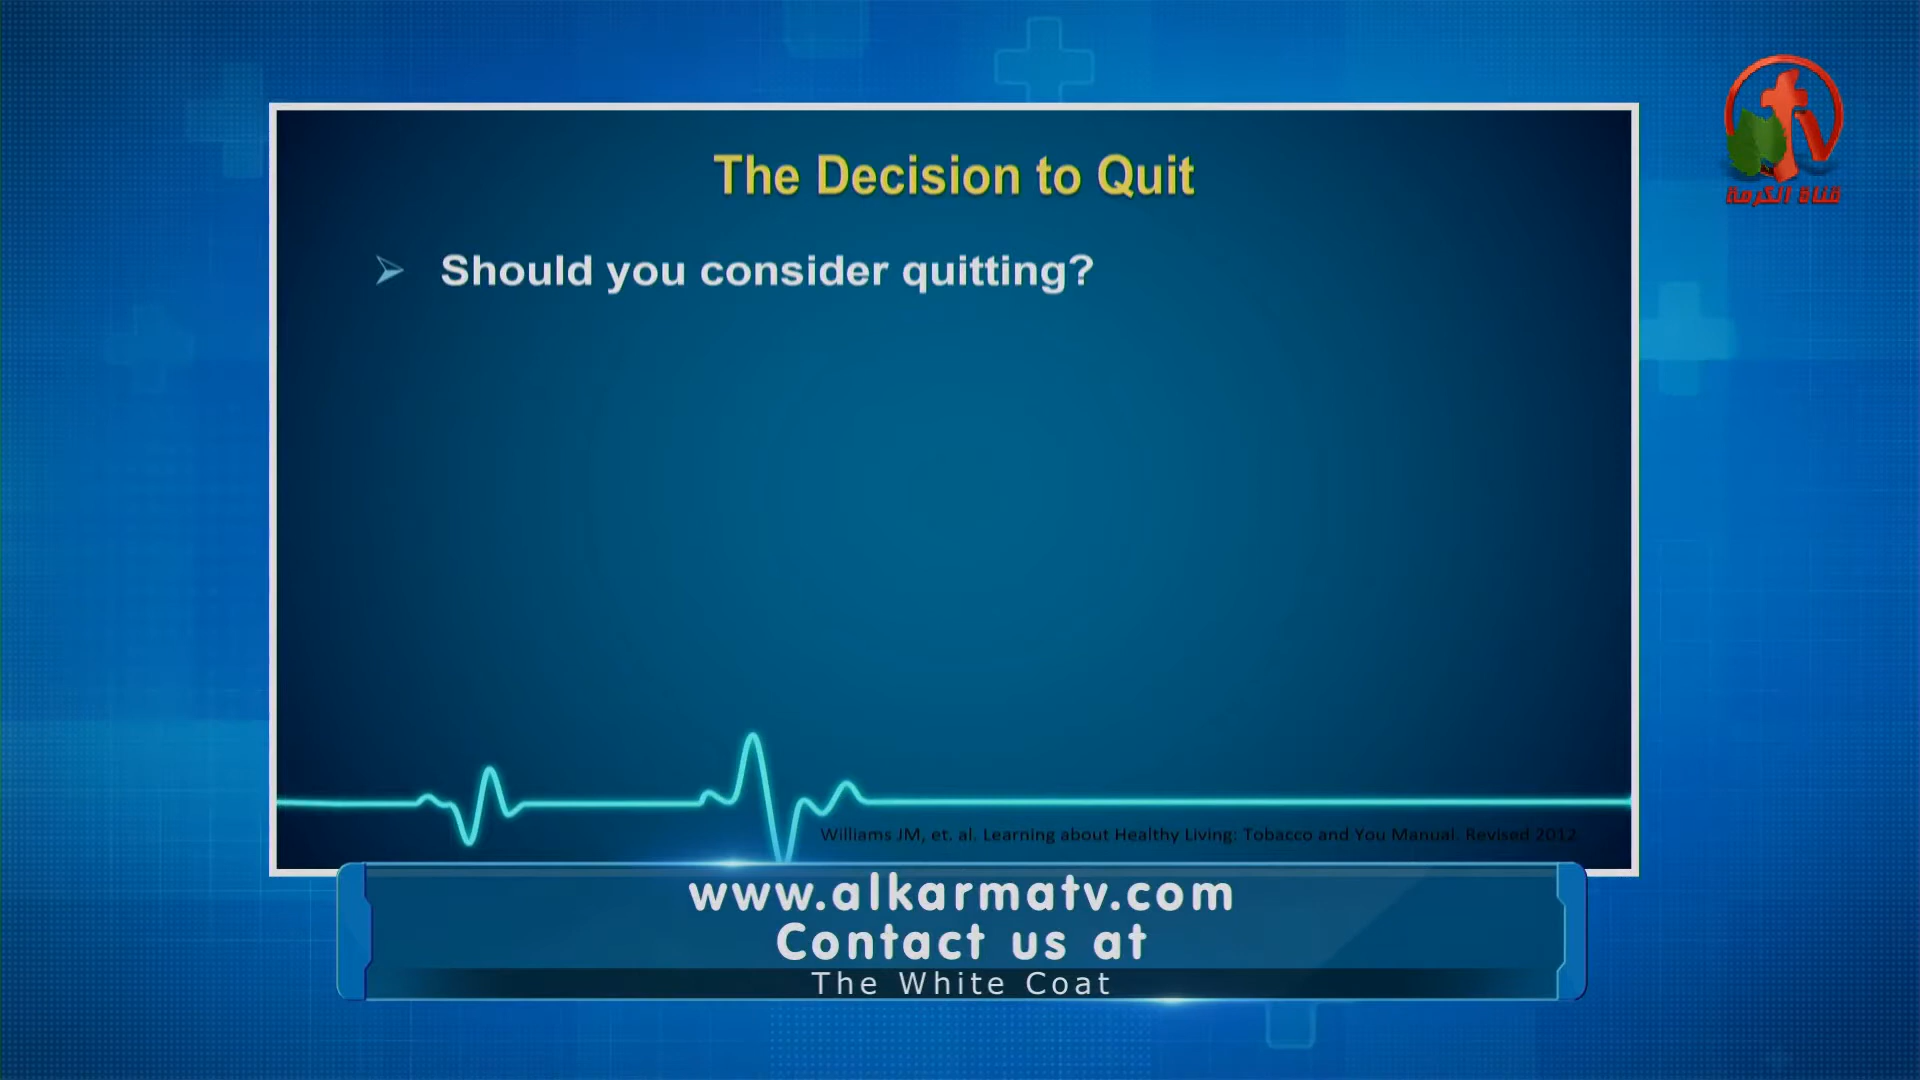 The Decision to Quit
Should you consider quitting?
Williams JM, et. al. Learning about Healthy Living: Tobacco and You Manual. Revised 2012
www.alkarmatv.com
Contact us at
The White Coat
tv
قناة الكرمة